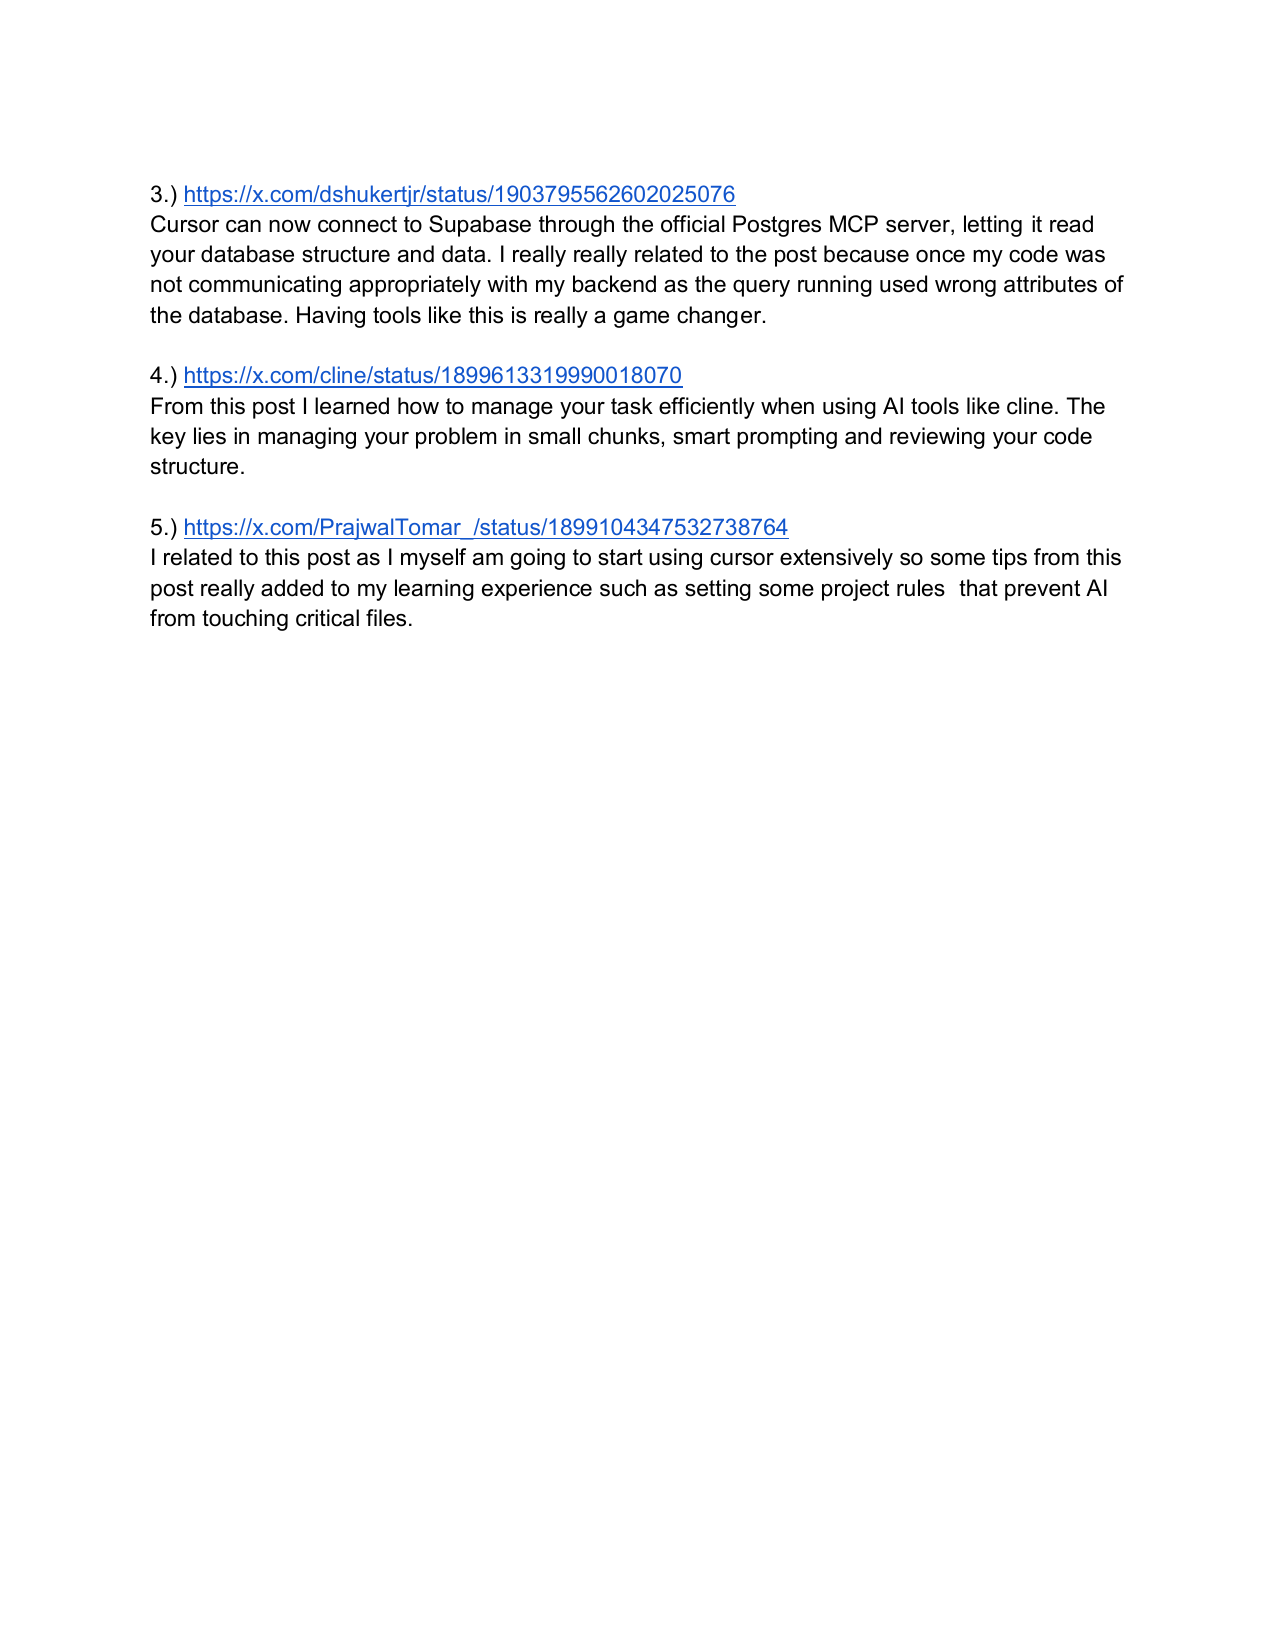 3.) https://x.com/dshukertjr/status/1903795562602025076
Cursor can now connect to Supabase through the official Postgres MCP server, letting it read
your database structure and data. I really really related to the post because once my code was
not communicating appropriately with my backend as the query running used wrong attributes of
the database. Having tools like this is really a game changer.
4.) https://x.com/cline/status/1899613319990018070
From this post I learned how to manage your task efficiently when using AI tools like cline. The
key lies in managing your problem in small chunks, smart prompting and reviewing your code
structure.
5.) https://x.com/PrajwalTomar_/status/1899104347532738764
I related to this post as I myself am going to start using cursor extensively so some tips from this
post really added to my learning experience such as setting some project rules  that prevent AI
from touching critical files.